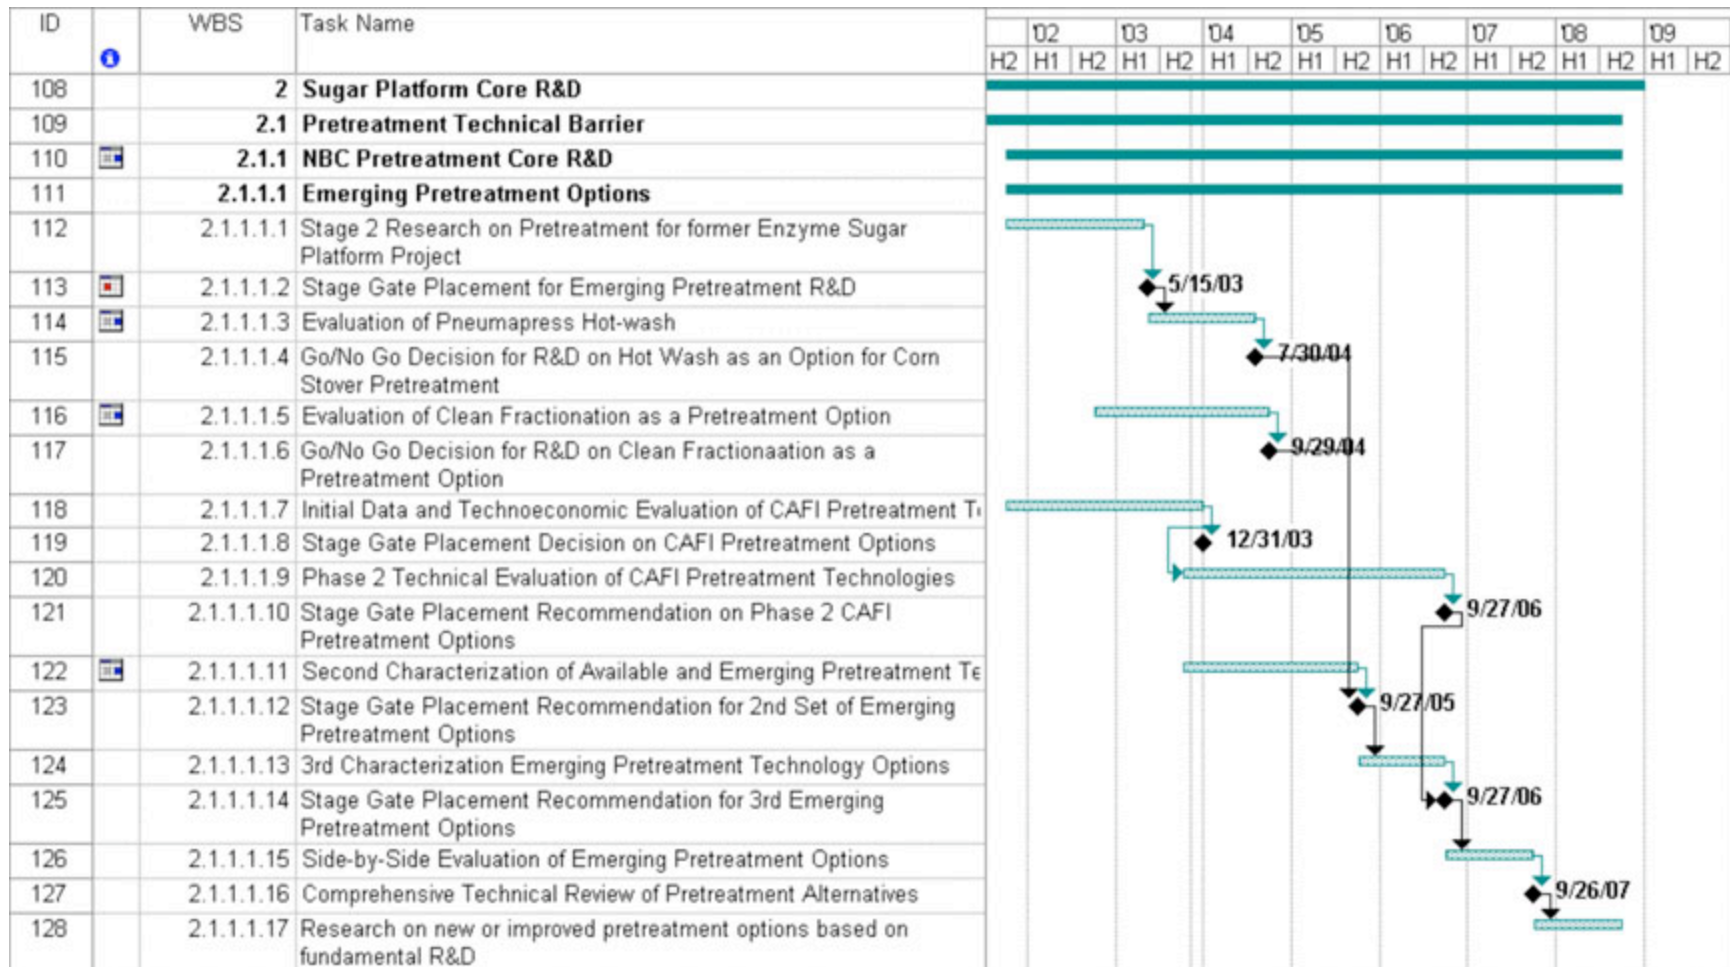 ID WBS Task Name '02 '03 '04 '05 '06 '07 '08 '09
H2 H1 H2 H1 H2 H1 H2 H1 H2 H1 H2 H1 H2 H1 H2 H1 H2
108 2 Sugar Platform Core R&D
109 2.1 Pretreatment Technical Barrier
110 2.1.1 NBC Pretreatment Core R&D
111 2.1.1.1 Emerging Pretreatment Options
112 2.1.1.1.1 Stage 2 Research on Pretreatment for former Enzyme Sugar
Platform Project
113 2.1.1.1.2 Stage Gate Placement for Emerging Pretreatment R&D 5/15/03
114 2.1.1.1.3 Evaluation of Pneumapress Hot-wash
115 2.1.1.1.4 Go/No Go Decision for R&D on Hot Wash as an Option for Corn 7/30/04
Stover Pretreatment
116 2.1.1.1.5 Evaluation of Clean Fractionation as a Pretreatment Option
117 2.1.1.1.6 Go/No Go Decision for R&D on Clean Fractionaation as a 9/29/04
Pretreatment Option
118 2.1.1.1.7 Initial Data and Technoeconomic Evaluation of CAFI Pretreatment T
119 2.1.1.1.8 Stage Gate Placement Decision on CAFI Pretreatment Options 12/31/03
120 2.1.1.1.9 Phase 2 Technical Evaluation of CAFI Pretreatment Technologies
121 2.1.1.1.10 Stage Gate Placement Recommendation on Phase 2 CAFI 9/27/06
Pretreatment Options
122 2.1.1.1.11 Second Characterization of Available and Emerging Pretreatment Te
123 2.1.1.1.12 Stage Gate Placement Recommendation for 2nd Set of Emerging 9/27/05
Pretreatment Options
124 2.1.1.1.13 3rd Characterization Emerging Pretreatment Technology Options
125 2.1.1.1.14 Stage Gate Placement Recommendation for 3rd Emerging 9/27/06
Pretreatment Options
126 2.1.1.1.15 Side-by-Side Evaluation of Emerging Pretreatment Options
127 2.1.1.1.16 Comprehensive Technical Review of Pretreatment Alternatives 9/26/07
128 2.1.1.1.17 Research on new or improved pretreatment options based on
fundamental R&D